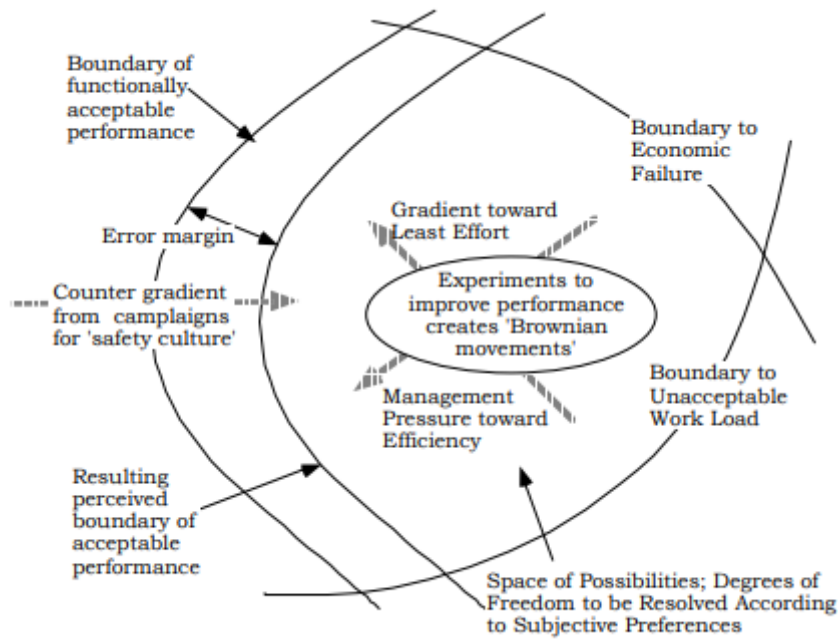 Boundary of
functionally
acceptable
performance
Boundary to
Economic
Failure
Gradient toward
Least Effort
Error margin
Experiments to
improve performance
creates 'Brownian
movements'
Counter gradient
from camplaigns
for 'safety culture'
Boundary to
Unacceptable
Work Load
Management
Pressure toward
Efficiency
Resulting
perceived
boundary of
acceptable
performance
Space of Possibilities; Degrees of
Freedom to be Resolved According
to Subjective Preferences